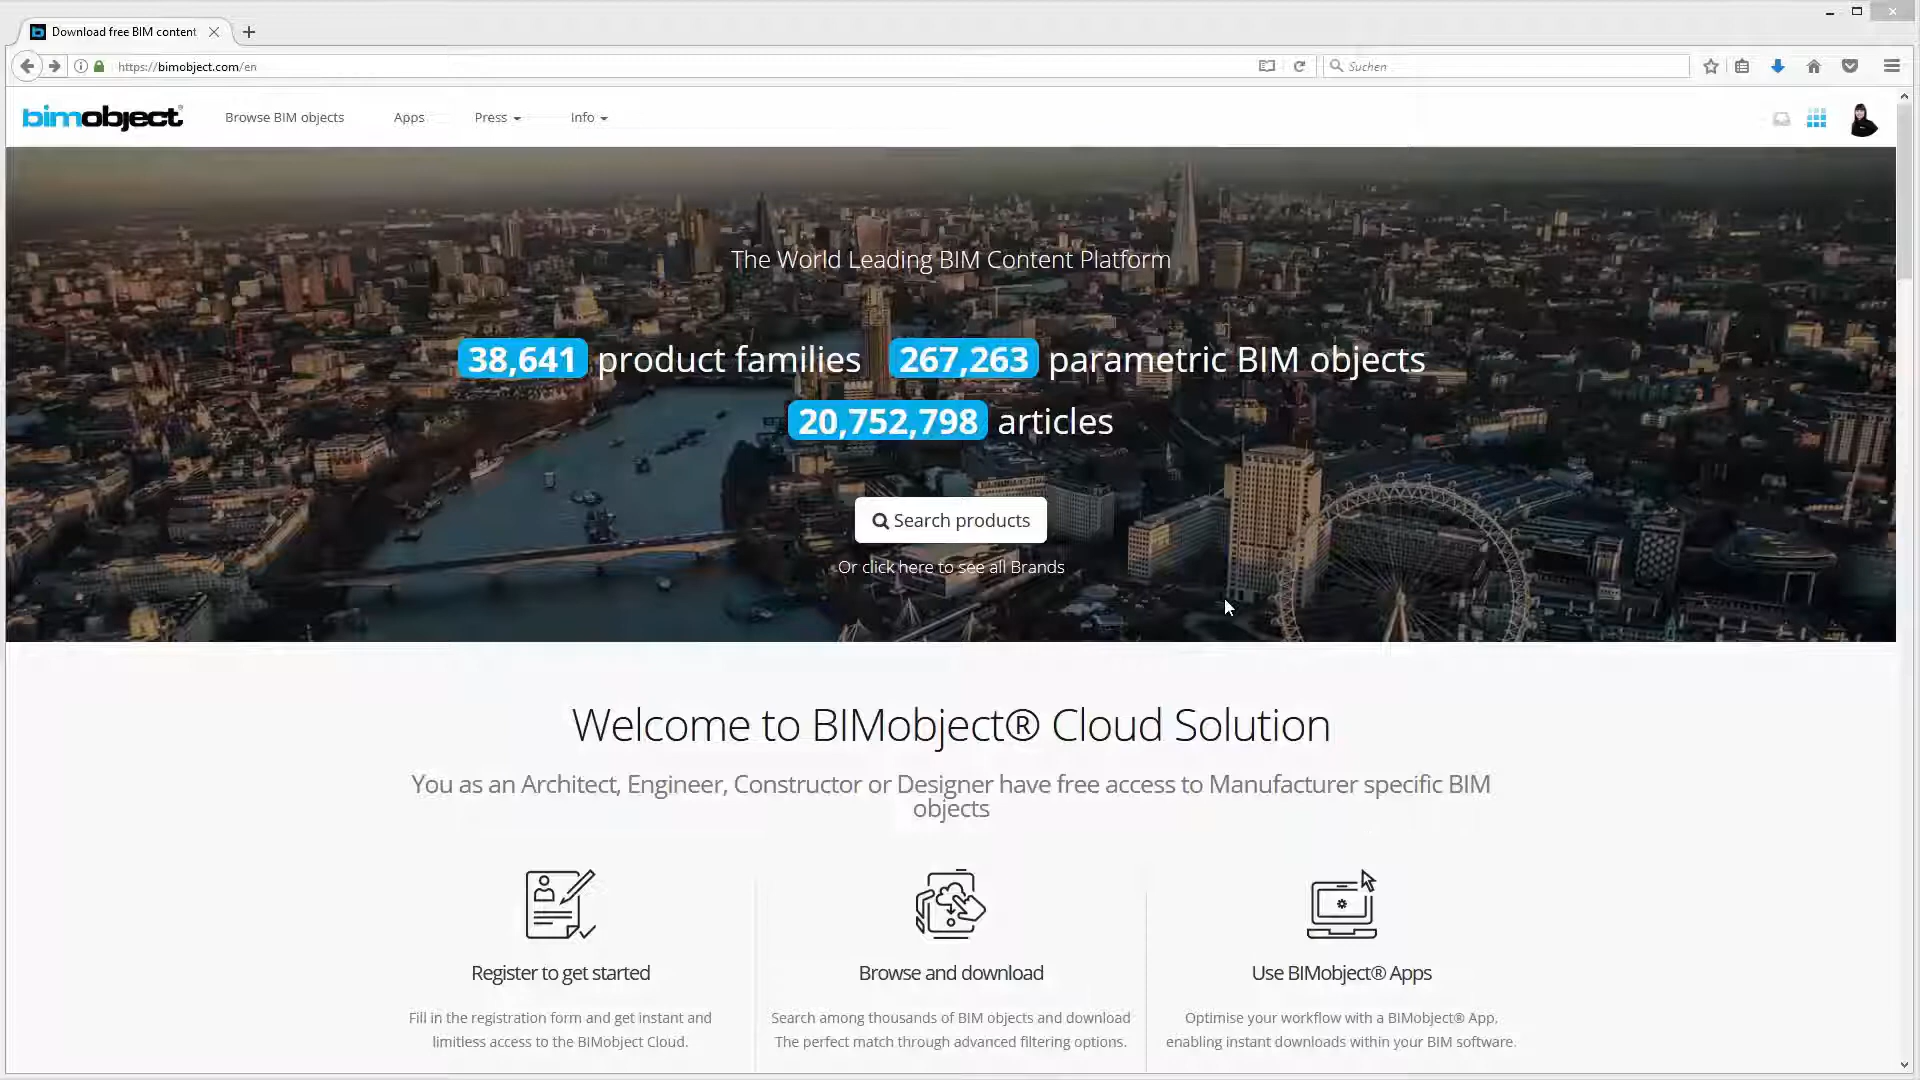 Download free BIM content
https://bimobject.com/en
Suchen
bimobject®
Browse BIM objects
Apps
Press
Info
The World Leading BIM Content Platform
38,641 product families 267,263 parametric BIM objects
20,752,798 articles
Search products
Or click here to see all Brands
Welcome to BIMobject® Cloud Solution
You as an Architect, Engineer, Constructor or Designer have free access to Manufacturer specific BIM
objects
Register to get started
Fill in the registration form and get instant and
limitless access to the BIMobject Cloud.
Browse and download
Search among thousands of BIM objects and download
The perfect match through advanced filtering options.
Use BIMobject® Apps
Optimise your workflow with a BIMobject® App,
enabling instant downloads within your BIM software.